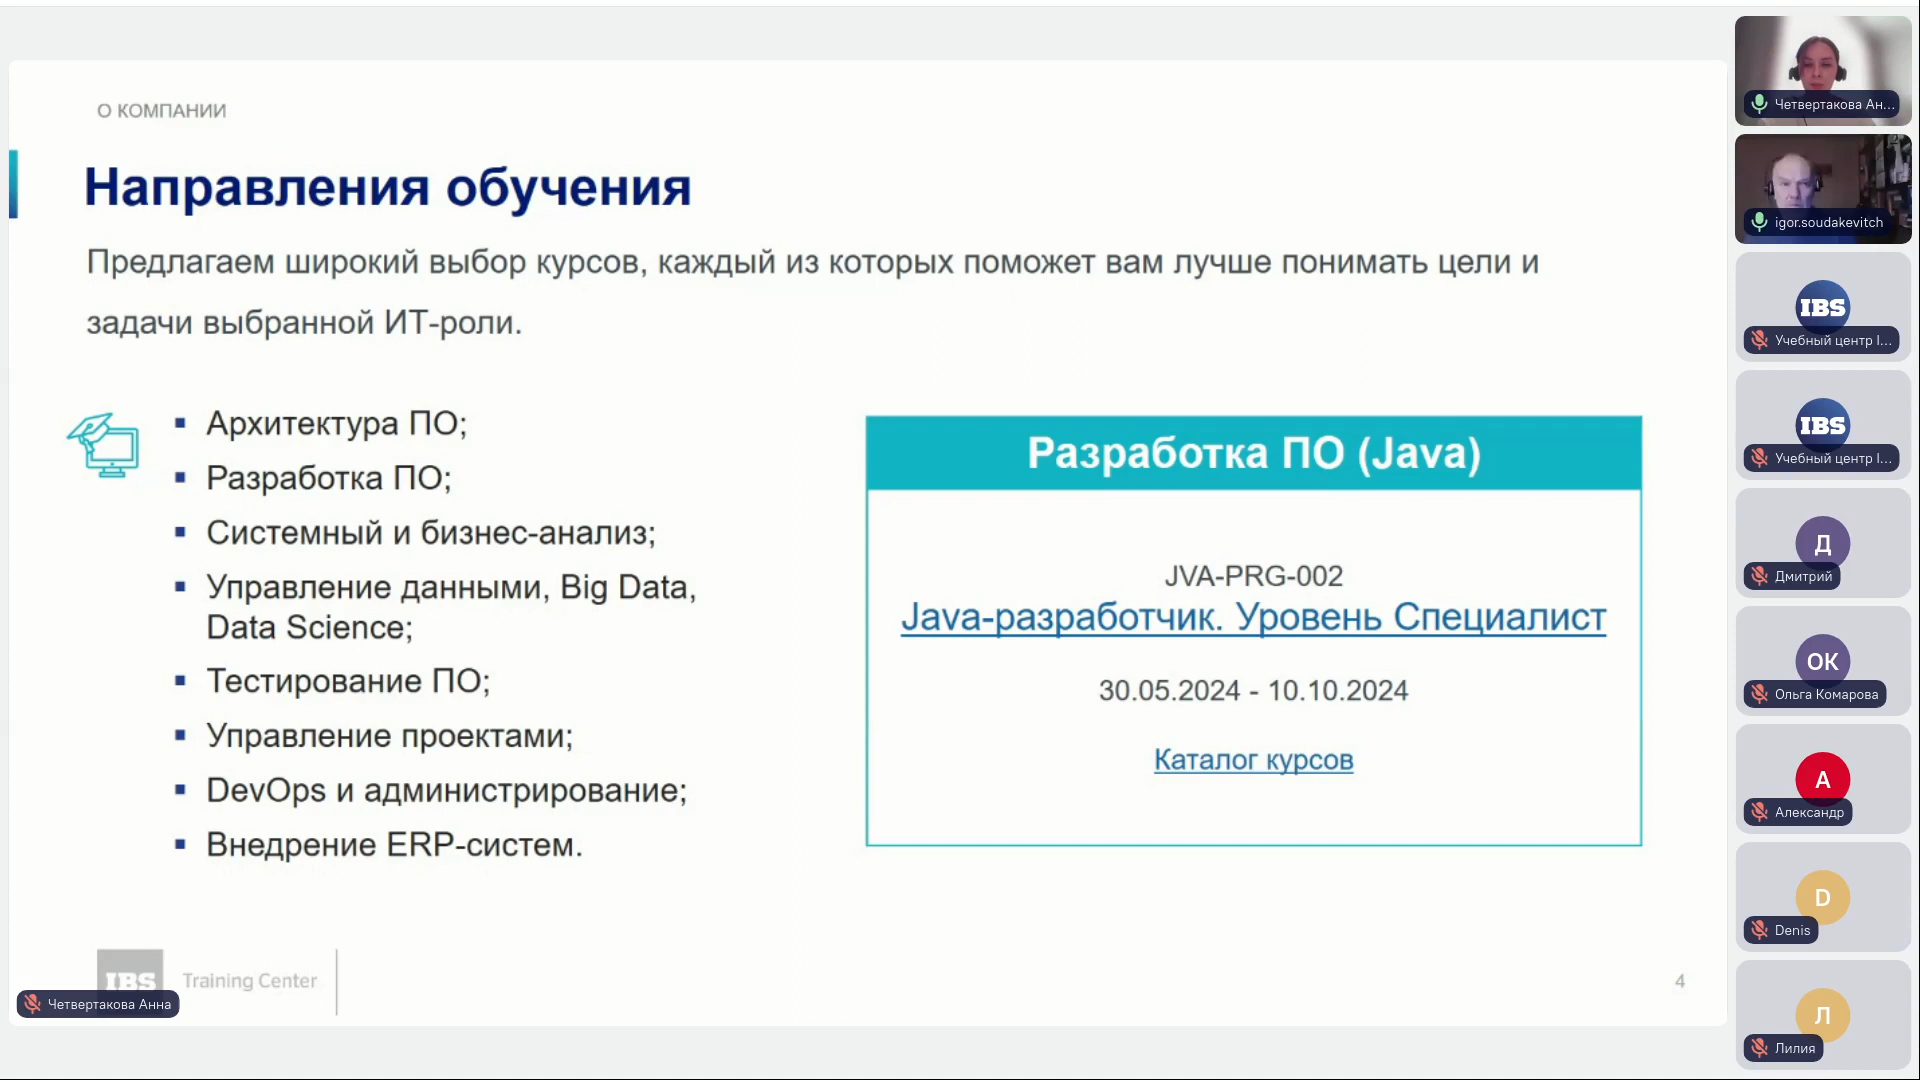 О КОМПАНИИ
Направления обучения
Предлагаем широкий выбор курсов, каждый из которых поможет вам лучше понимать цели и
задачи выбранной ИТ-роли.
▪ Архитектура ПО;
▪ Разработка ПО;
▪ Системный и бизнес-анализ;
▪ Управление данными, Big Data,
Data Science;
▪ Тестирование ПО;
▪ Управление проектами;
▪ DevOps и администрирование;
▪ Внедрение ERP-систем.
Разработка ПО (Java)
JVA-PRG-002
Java-разработчик. Уровень Специалист
30.05.2024 - 10.10.2024
Каталог курсов
IBS Training Center
4
Четвертакова Анна
Четвертакова Ан...
igor.soudakevitch
IBS
Учебный центр I...
IBS
Учебный центр I...
Д
Дмитрий
ОК
Ольга Комарова
А
Александр
D
Denis
Л
Лилия